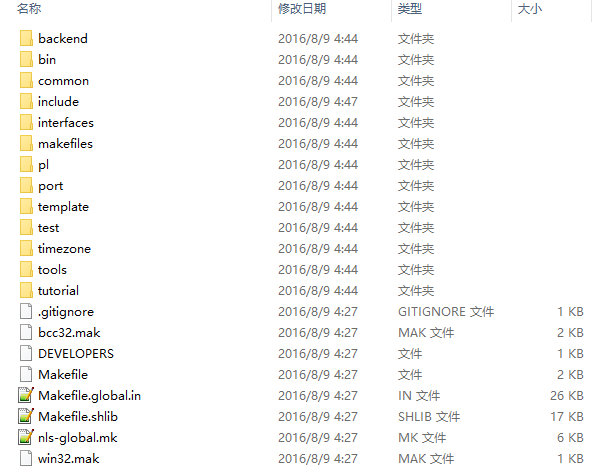 名称 修改日期 类型 大小
backend 2016/8/9 4:44 文件夹
bin 2016/8/9 4:44 文件夹
common 2016/8/9 4:44 文件夹
include 2016/8/9 4:47 文件夹
interfaces 2016/8/9 4:44 文件夹
makefiles 2016/8/9 4:44 文件夹
pl 2016/8/9 4:44 文件夹
port 2016/8/9 4:44 文件夹
template 2016/8/9 4:44 文件夹
test 2016/8/9 4:44 文件夹
timezone 2016/8/9 4:44 文件夹
tools 2016/8/9 4:44 文件夹
tutorial 2016/8/9 4:44 文件夹
.gitignore 2016/8/9 4:27 GITIGNORE 文件 1 KB
bcc32.mak 2016/8/9 4:27 MAK 文件 2 KB
DEVELOPERS 2016/8/9 4:27 文件 1 KB
Makefile 2016/8/9 4:27 文件 2 KB
Makefile.global.in 2016/8/9 4:27 IN 文件 26 KB
Makefile.shlib 2016/8/9 4:27 SHLIB 文件 17 KB
nls-global.mk 2016/8/9 4:27 MK 文件 6 KB
win32.mak 2016/8/9 4:27 MAK 文件 1 KB